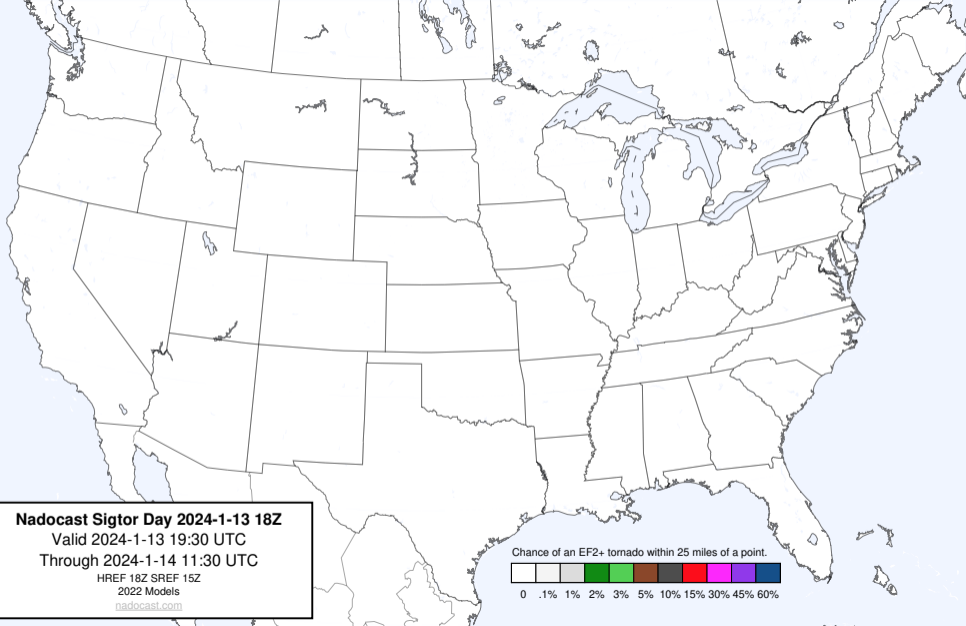 Nadocast Sigtor Day 2024-1-13 18Z
Valid 2024-1-13 19:30 UTC
Through 2024-1-14 11:30 UTC
HREF 18Z SREF 15Z
2022 Models
nadocast.com
Chance of an EF2+ tornado within 25 miles of a point.
0 .1% 1% 2% 3% 5% 10% 15% 30% 45% 60%